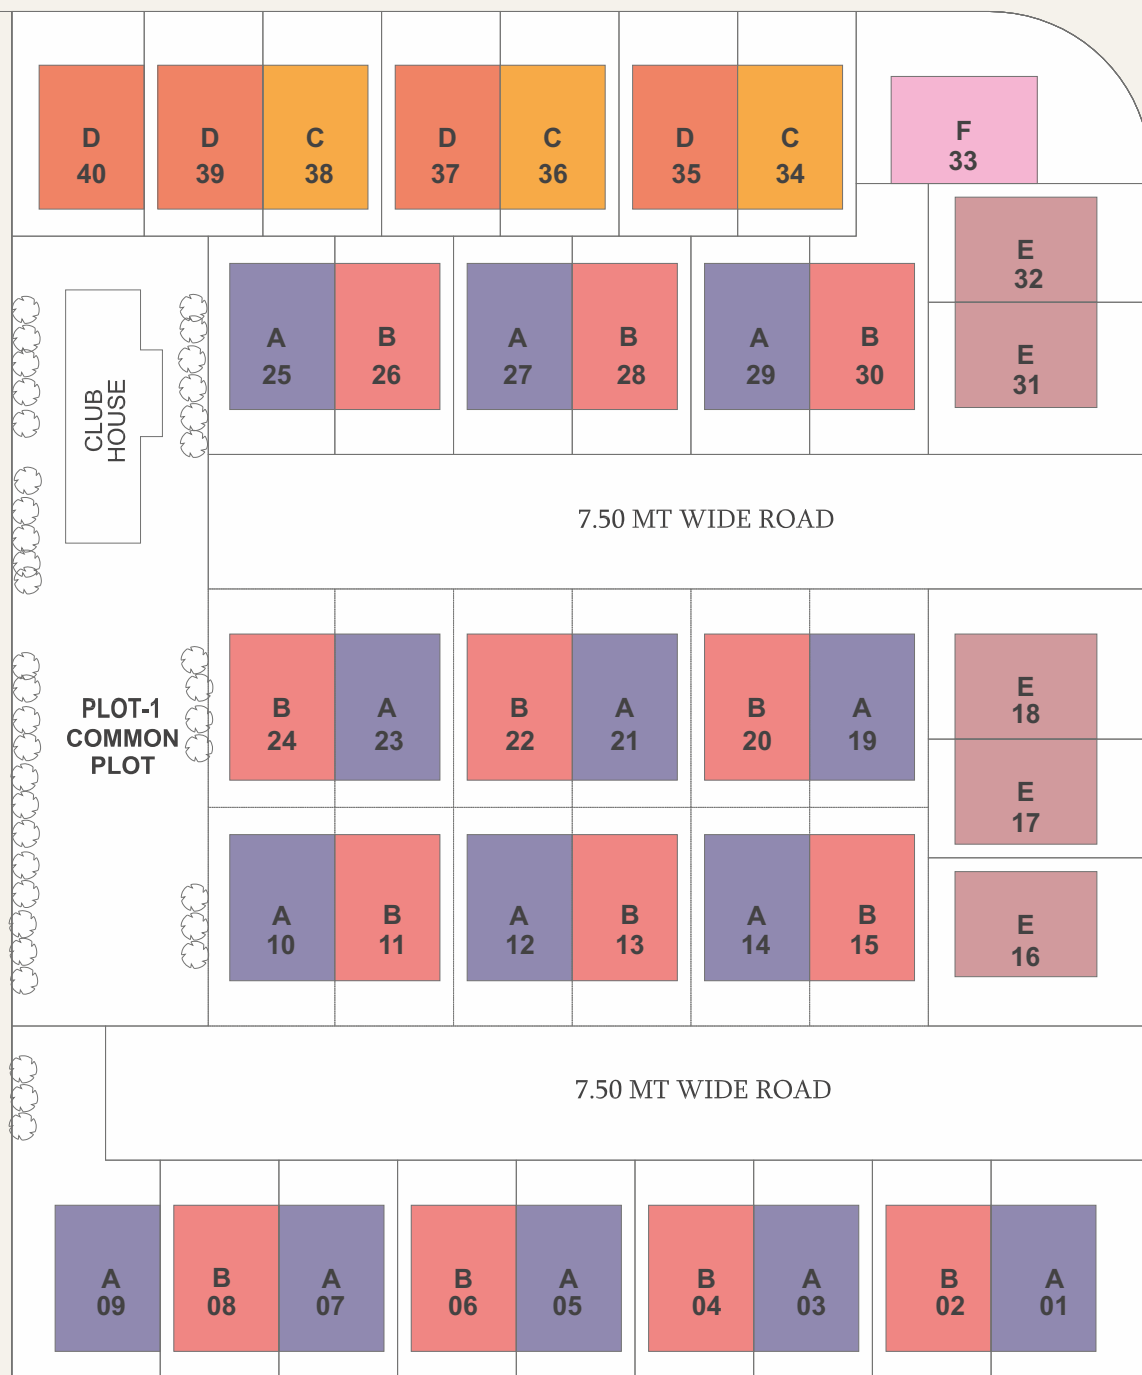 D
40
D
39
C
38
D
37
C
36
D
35
C
34
F
33
E
32
E
31
A
25
B
26
A
27
B
28
A
29
B
30
CLUB
HOUSE
7.50 MT WIDE ROAD
PLOT-1
COMMON
PLOT
B
24
A
23
B
22
A
21
B
20
A
19
E
18
E
17
A
10
B
11
A
12
B
13
A
14
B
15
E
16
7.50 MT WIDE ROAD
A
09
B
08
A
07
B
06
A
05
B
04
A
03
B
02
A
01